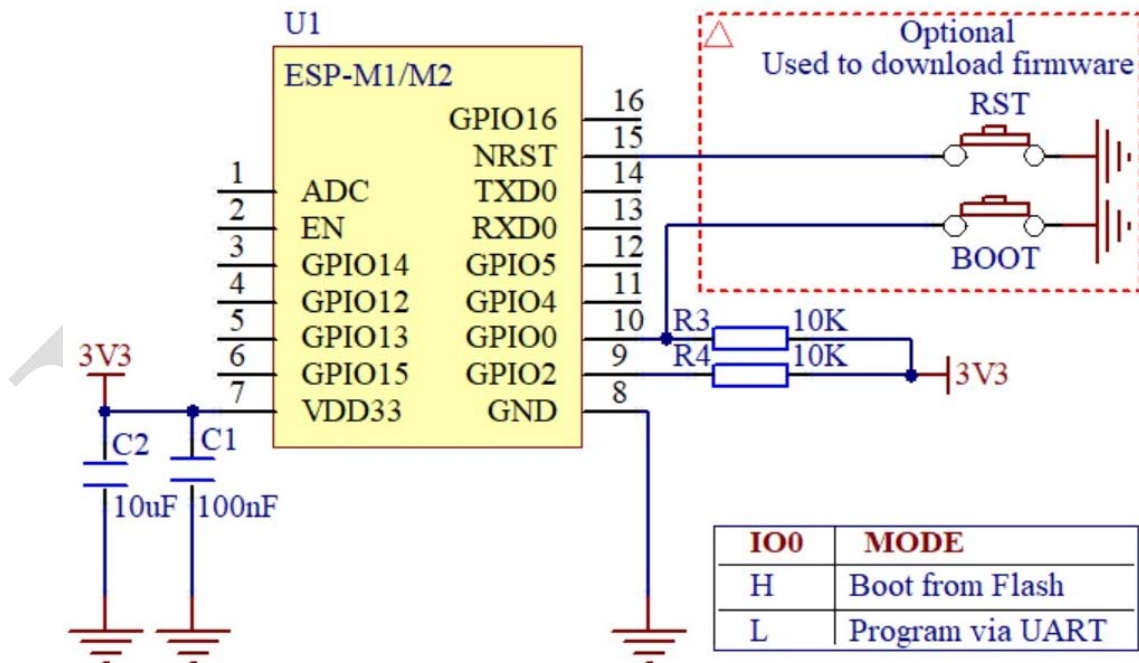 U1
ESP-M1/M2
1 ADC
2 EN
3 GPIO14
4 GPIO12
5 GPIO13
6 GPIO15
7 VDD33
GPIO16 16
NRST 15
TXD0 14
RXD0 13
GPIO5 12
GPIO4 11
GPIO0 10
GPIO2 9
GND 8
Optional
Used to download firmware
RST
BOOT
R3 10K
R4 10K
3V3
3V3
C2
10uF
C1
100nF
IO0 MODE
H Boot from Flash
L Program via UART